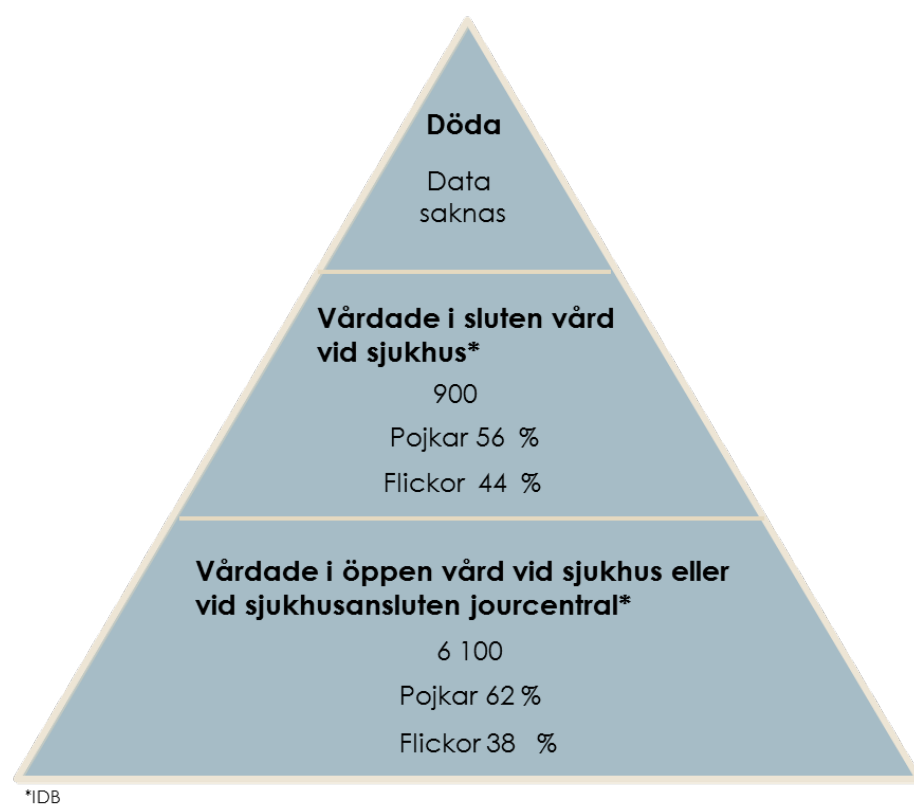 Döda
Data
saknas
Vårdade i sluten vård
vid sjukhus*
900
Pojkar 56 %
Flickor 44 %
Vårdade i öppen vård vid sjukhus eller
vid sjukhusansluten jourcentral*
6 100
Pojkar 62 %
Flickor 38 %
*IDB